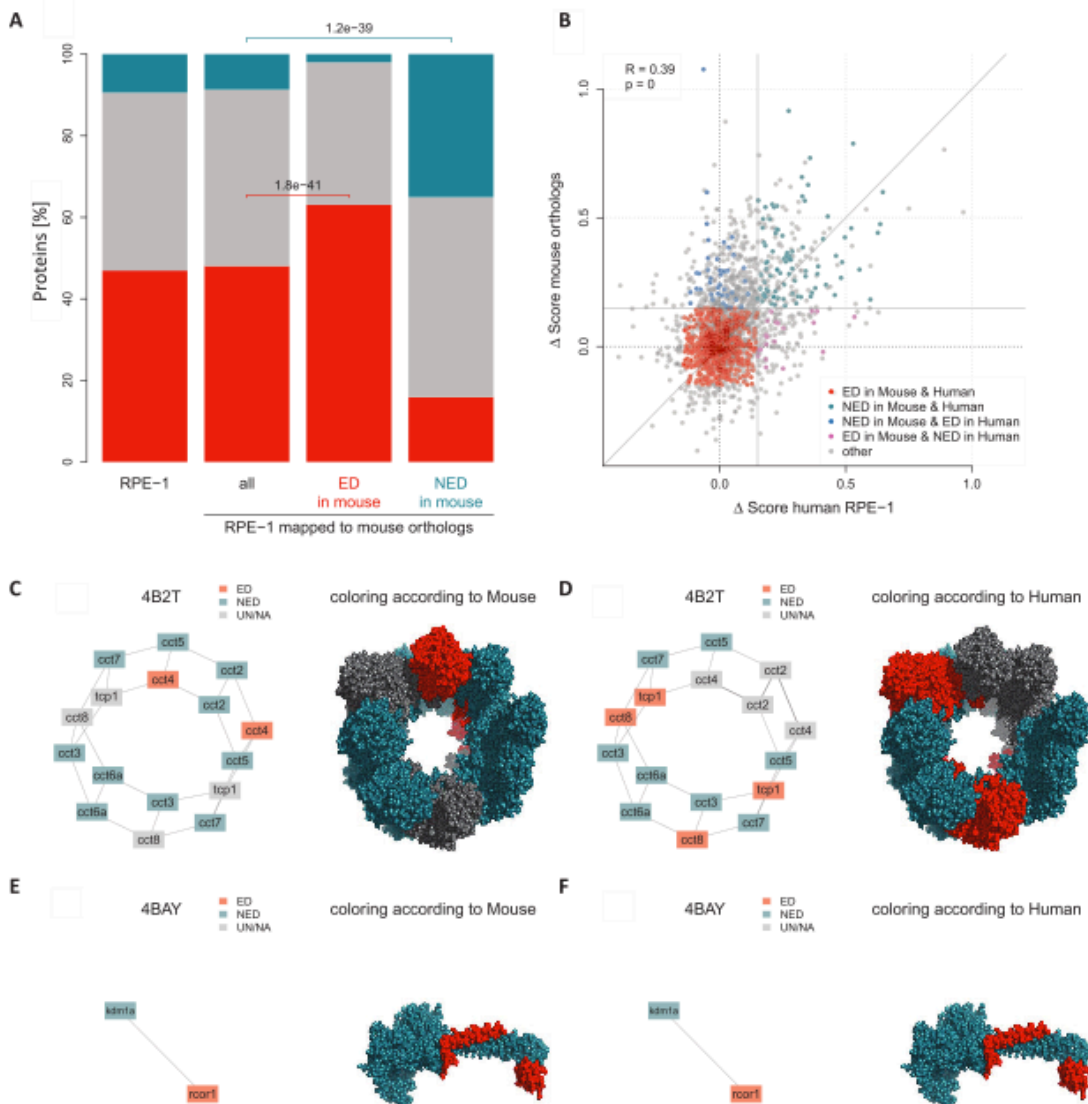 A
1.2e−39
Proteins [%]
100
80
60
40
20
0
1.8e−41
RPE−1
all
ED
in mouse
NED
in mouse
RPE−1 mapped to mouse orthologs
B
R = 0.39
p = 0
Δ Score mouse orthologs
1.0
0.5
0.0
ED in Mouse & Human
NED in Mouse & Human
NED in Mouse & ED in Human
ED in Mouse & NED in Human
other
0.0
0.5
1.0
Δ Score human RPE−1
C
4B2T
ED
NED
UN/NA
coloring according to Mouse
cct5
cct7
cct2
cct4
tcp1
cct2
cct8
cct4
cct3
cct5
cct6a
tcp1
cct3
cct6a
cct7
cct8
D
4B2T
ED
NED
UN/NA
coloring according to Human
cct5
cct7
cct2
cct4
tcp1
cct2
cct8
cct4
cct3
cct5
cct6a
tcp1
cct3
cct6a
cct7
cct8
E
4BAY
ED
NED
UN/NA
coloring according to Mouse
kdm1a
rcor1
F
4BAY
ED
NED
UN/NA
coloring according to Human
kdm1a
rcor1